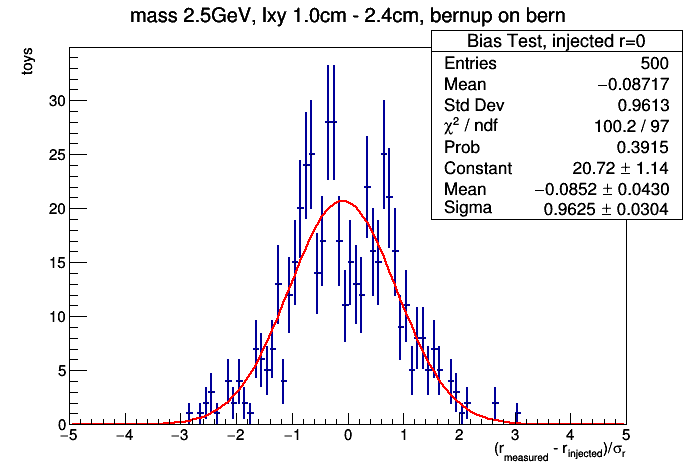 mass 2.5GeV, lxy 1.0cm - 2.4cm, bernup on bern
toys
Bias Test, injected r=0
Entries 500
Mean −0.08717
Std Dev 0.9613
χ² / ndf 100.2 / 97
Prob 0.3915
Constant 20.72 ± 1.14
Mean −0.0852 ± 0.0430
Sigma 0.9625 ± 0.0304
30
25
20
15
10
5
0
−5 −4 −3 −2 −1 0 1 2 3 4 5
(r_measured - r_injected)/σ_r